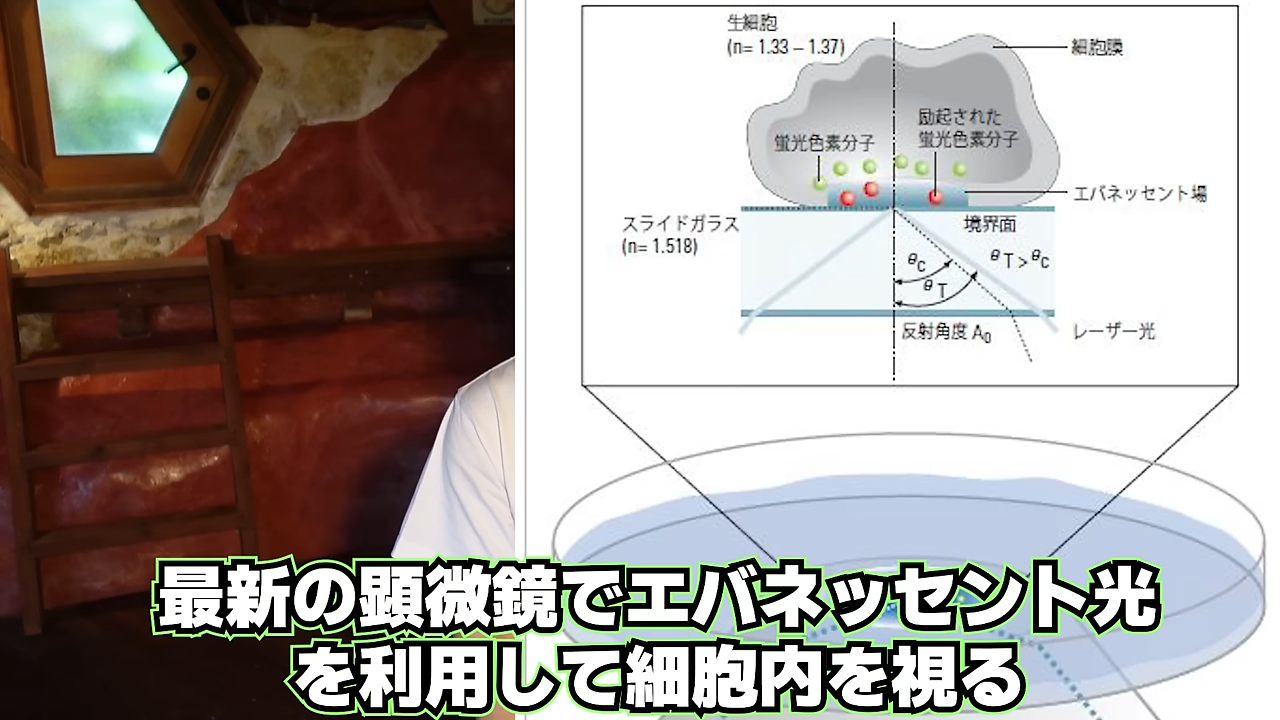 生細胞
(n= 1.33 – 1.37)
細胞膜
励起された
蛍光色素分子
蛍光色素分子
エバネッセント場
スライドガラス
(n= 1.518)
境界面
θC
θT > θC
θT
反射角度 A0
レーザー光
最新の顕微鏡でエバネッセント光
を利用して細胞内を視る